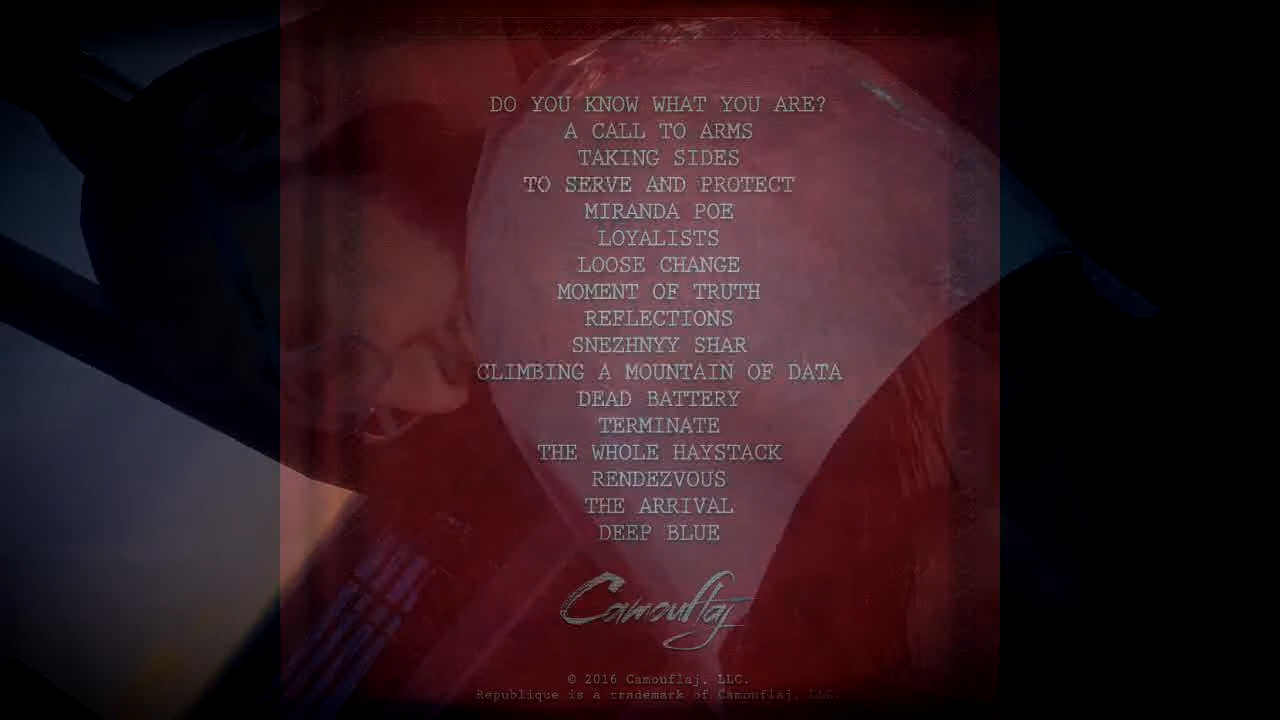 DO YOU KNOW WHAT YOU ARE?
A CALL TO ARMS
TAKING SIDES
TO SERVE AND PROTECT
MIRANDA POE
LOYALISTS
LOOSE CHANGE
MOMENT OF TRUTH
REFLECTIONS
SNEZHNYY SHAR
CLIMBING A MOUNTAIN OF DATA
DEAD BATTERY
TERMINATE
THE WHOLE HAYSTACK
RENDEZVOUS
THE ARRIVAL
DEEP BLUE
Camouflaj
© 2016 Camouflaj, LLC.
Republique is a trademark of Camouflaj, LLC.